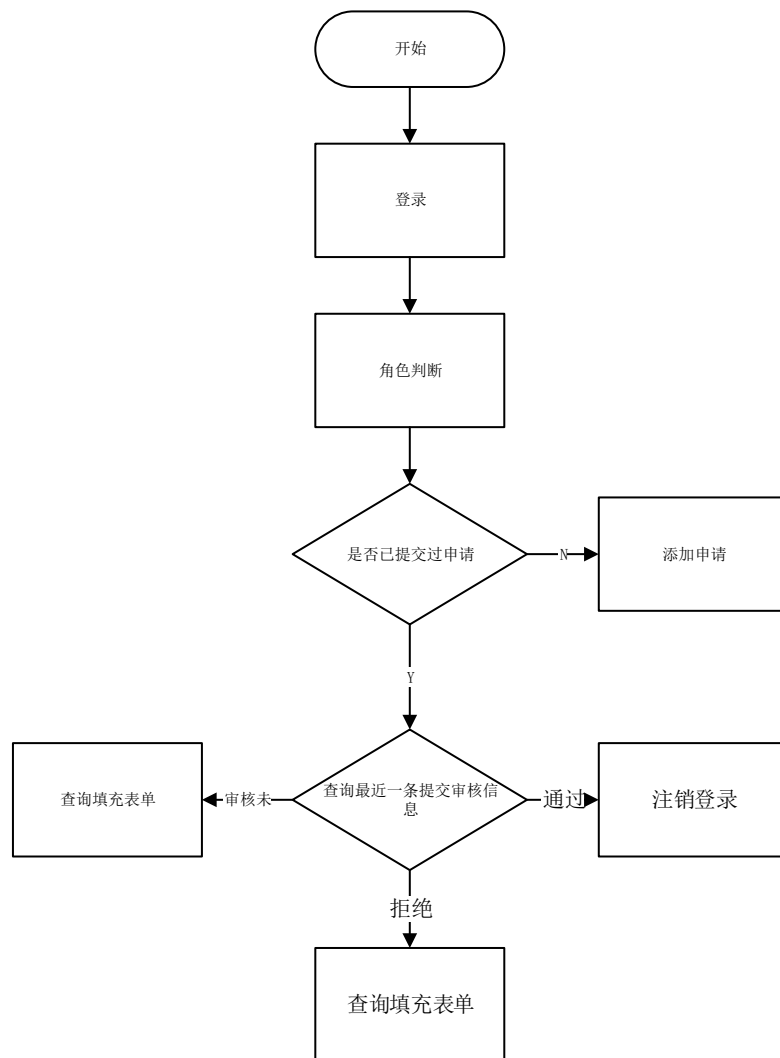 开始
登录
角色判断
是否已提交过申请
N
添加申请
Y
查询填充表单
审核未
查询最近一条提交审核信
息
通过
注销登录
拒绝
查询填充表单